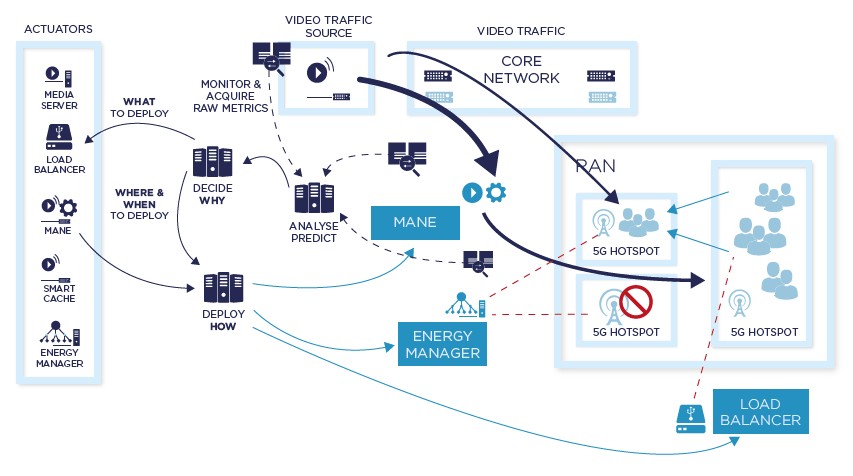 ACTUATORS
MEDIA
SERVER
LOAD
BALANCER
MANE
SMART
CACHE
ENERGY
MANAGER
WHAT
TO DEPLOY
WHERE &
WHEN
TO DEPLOY
DECIDE
WHY
DEPLOY
HOW
MONITOR &
ACQUIRE
RAW METRICS
ANALYSE
PREDICT
VIDEO TRAFFIC
SOURCE
VIDEO TRAFFIC
CORE
NETWORK
MANE
ENERGY
MANAGER
RAN
5G HOTSPOT
5G HOTSPOT
5G HOTSPOT
LOAD
BALANCER